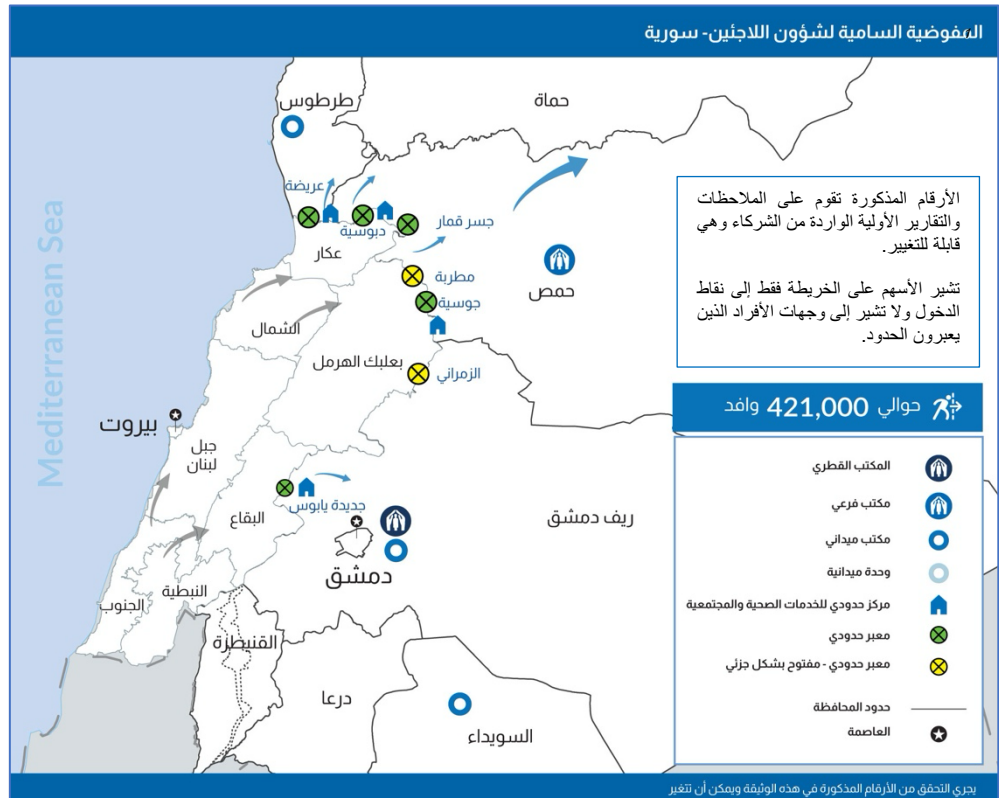 المفوضية السامية لشؤون اللاجئين- سورية
حماة
طرطوس
عريضة
دبوسية
جسر قمار
عكار
مطربة
جوسية
حمص
الشمال
بعلبك الهرمل
الزمراني
Mediterranean Sea
بيروت
جبل
لبنان
جديدة يابوس
البقاع
ريف دمشق
دمشق
النبطية
الجنوب
القنيطرة
درعا
السويداء
الأرقام المذكورة تقوم على الملاحظات
والتقارير الأولية الواردة من الشركاء وهي
قابلة للتغيير.
تشير الأسهم على الخريطة فقط إلى نقاط
الدخول ولا تشير إلى وجهات الأفراد الذين
يعبرون الحدود.
حوالي 421,000 وافد
المكتب القطري
مكتب فرعي
مكتب ميداني
وحدة ميدانية
مركز حدودي للخدمات الصحية والمجتمعية
معبر حدودي
معبر حدودي - مفتوح بشكل جزئي
حدود المحافظة
العاصمة
يجري التحقق من الأرقام المذكورة في هذه الوثيقة ويمكن أن تتغير